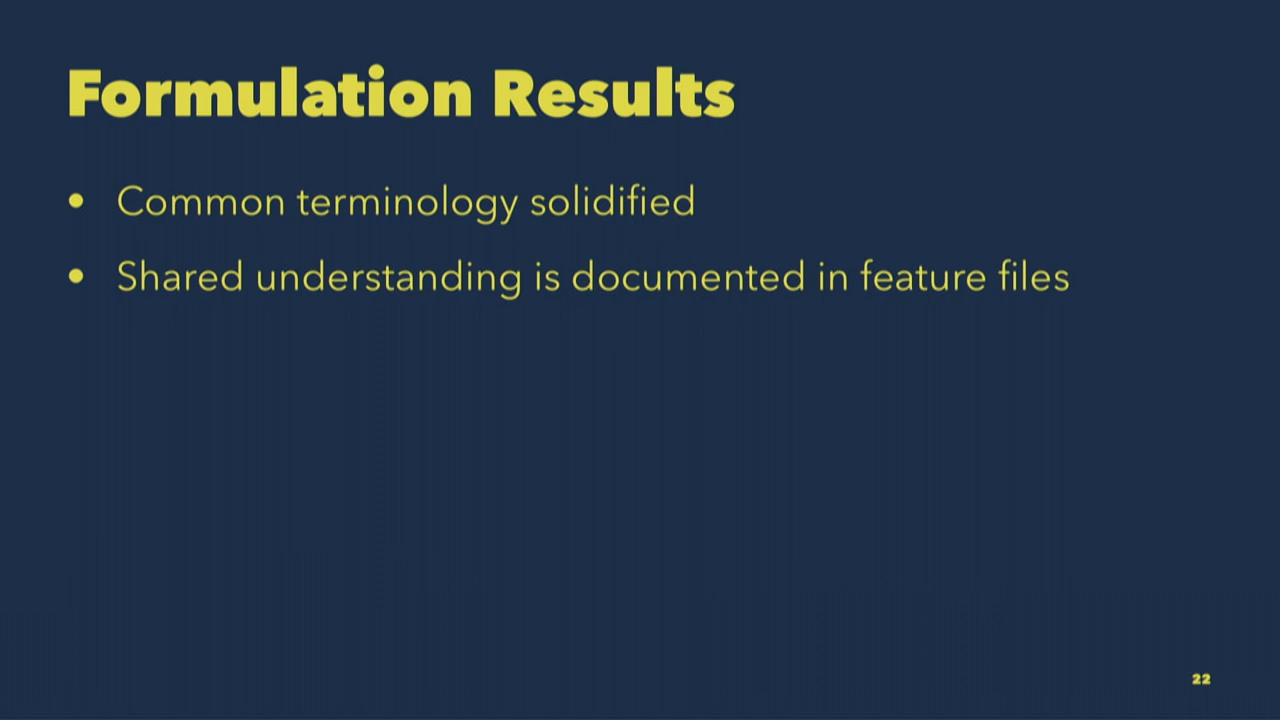 Formulation Results
• Common terminology solidified
• Shared understanding is documented in feature files
22